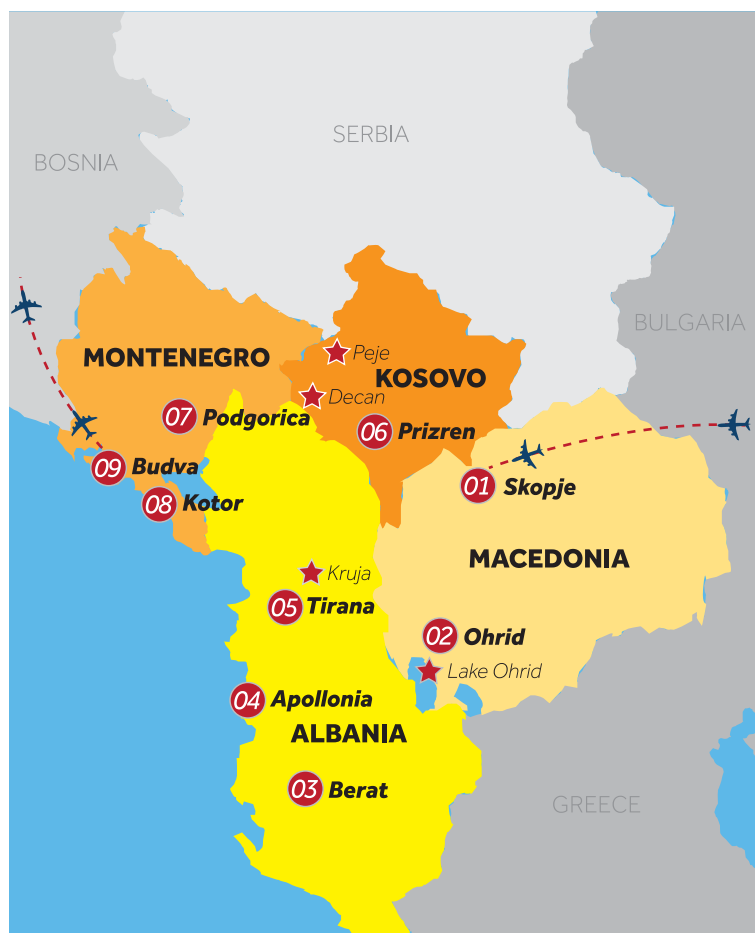 SERBIA
BOSNIA
BULGARIA
MONTENEGRO
Peje
KOSOVO
Decan
07 Podgorica
06 Prizren
09 Budva
01 Skopje
08 Kotor
MACEDONIA
Kruja
05 Tirana
02 Ohrid
Lake Ohrid
04 Apollonia
ALBANIA
03 Berat
GREECE